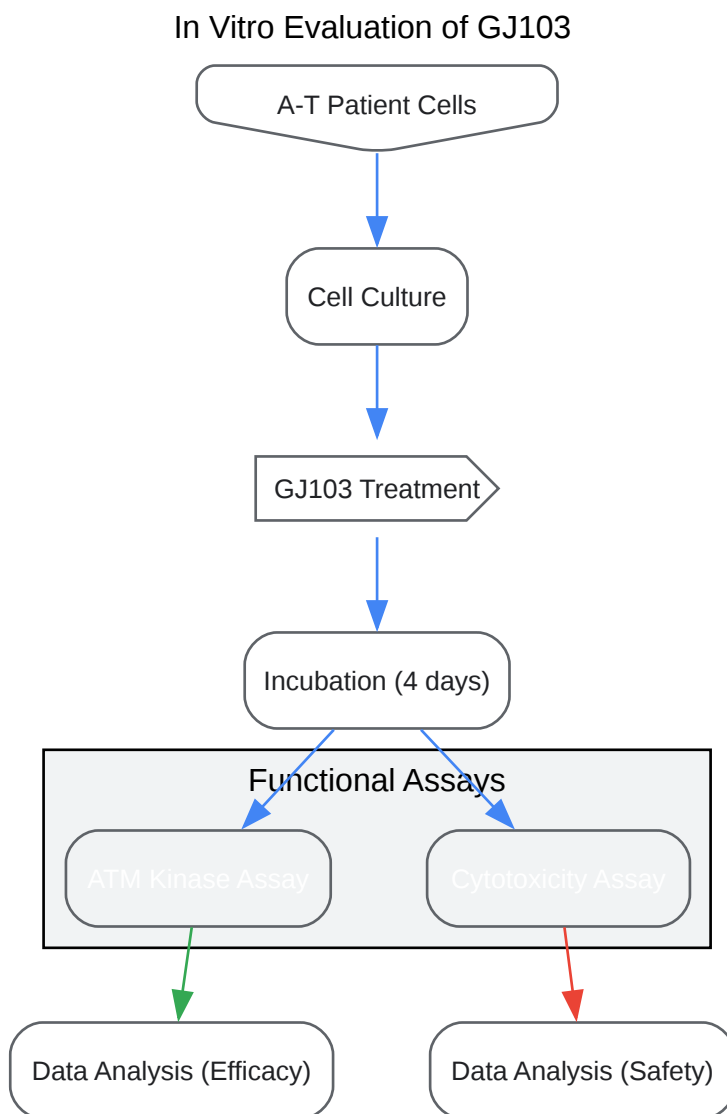 In Vitro Evaluation of GJ103
A-T Patient Cells
Cell Culture
GJ103 Treatment
Incubation (4 days)
Functional Assays
ATM Kinase Assay
Cytotoxicity Assay
Data Analysis (Efficacy)
Data Analysis (Safety)